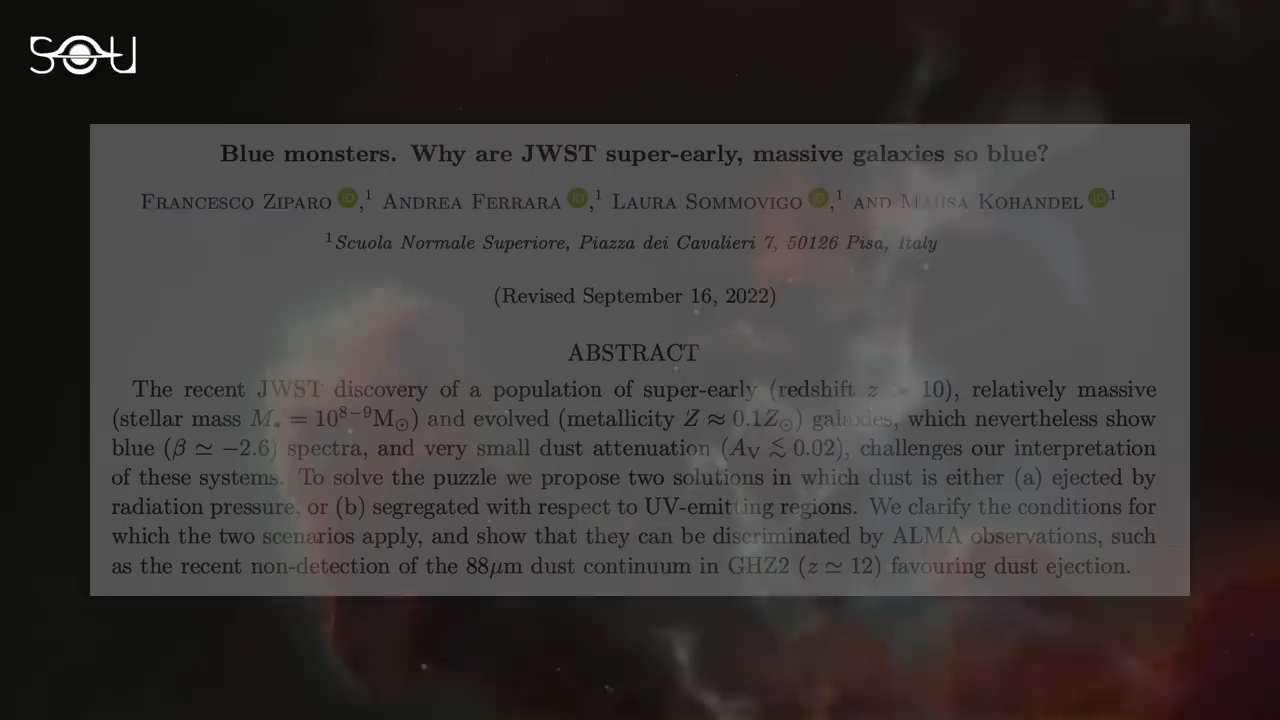 SOU
Blue monsters. Why are JWST super-early, massive galaxies so blue?
Francesco Ziparo iD,¹ Andrea Ferrara iD,¹ Laura Sommovigo iD,¹ and Mahsa Kohandel iD¹
¹Scuola Normale Superiore, Piazza dei Cavalieri 7, 50126 Pisa, Italy
(Revised September 16, 2022)
ABSTRACT
The recent JWST discovery of a population of super-early (redshift z > 10), relatively massive
(stellar mass M⋆ = 10⁸⁻⁹M⊙) and evolved (metallicity Z ≈ 0.1Z⊙) galaxies, which nevertheless show
blue (β ≃ −2.6) spectra, and very small dust attenuation (A_V ≲ 0.02), challenges our interpretation
of these systems. To solve the puzzle we propose two solutions in which dust is either (a) ejected by
radiation pressure, or (b) segregated with respect to UV-emitting regions. We clarify the conditions for
which the two scenarios apply, and show that they can be discriminated by ALMA observations, such
as the recent non-detection of the 88μm dust continuum in GHZ2 (z ≃ 12) favouring dust ejection.